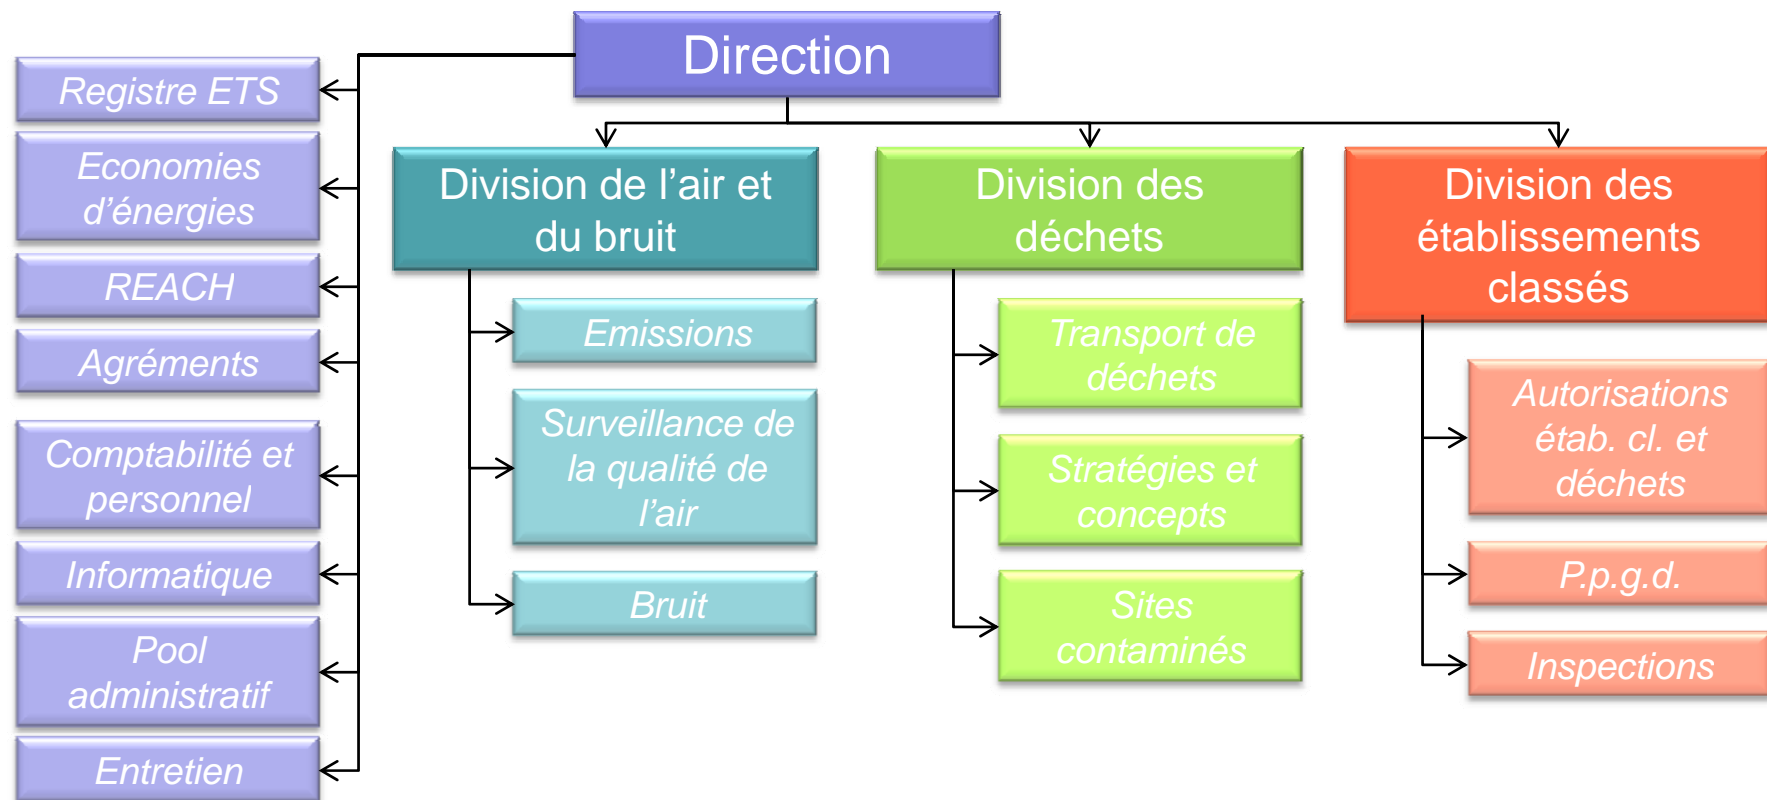 Direction
Registre ETS
Economies
d’énergies
REACH
Agréments
Comptabilité et
personnel
Informatique
Pool
administratif
Entretien
Division de l’air et
du bruit
Emissions
Surveillance de
la qualité de
l’air
Bruit
Division des
déchets
Transport de
déchets
Stratégies et
concepts
Sites
contaminés
Division des
établissements
classés
Autorisations
étab. cl. et
déchets
P.p.g.d.
Inspections